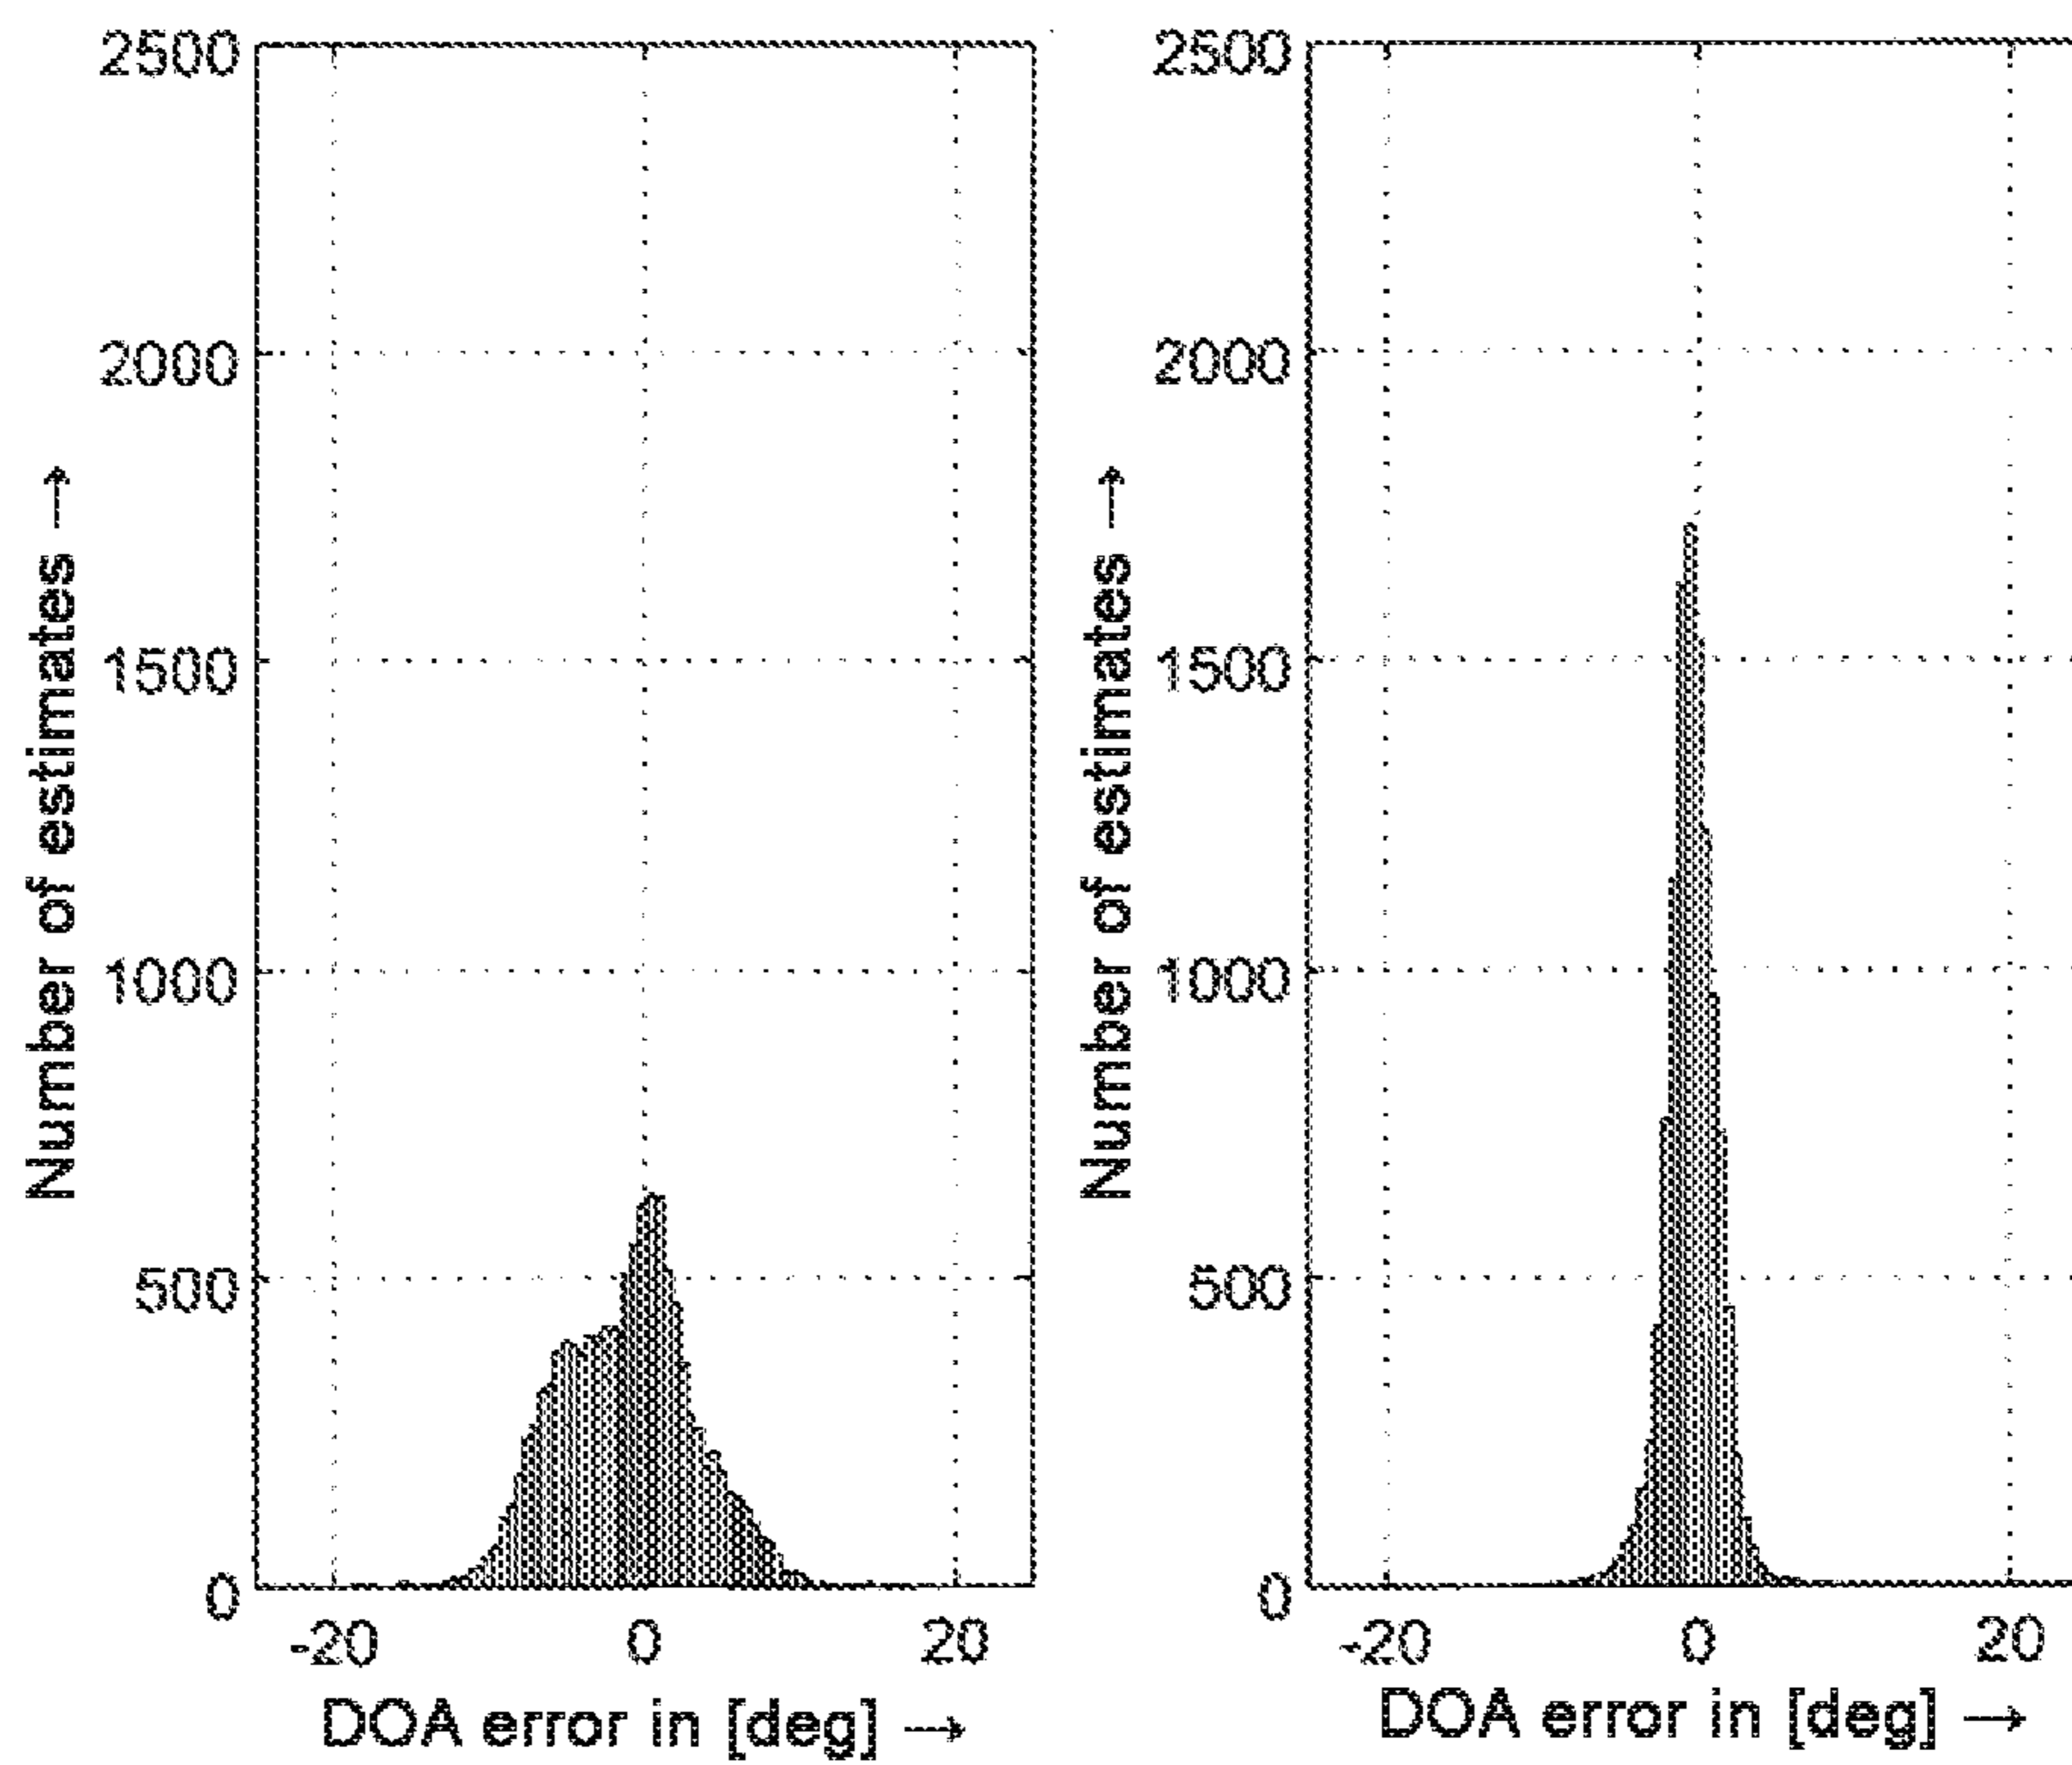 2500
2000
1500
1000
500
0
-20 0 20
Number of estimates →
DOA error in [deg] →
2500
2000
1500
1000
500
0
-20 0 20
Number of estimates →
DOA error in [deg] →